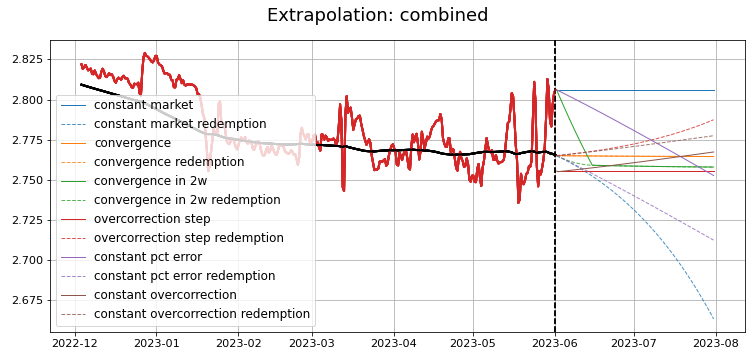 Extrapolation: combined
2.825
2.800
2.775
2.750
2.725
2.700
2.675
constant market
constant market redemption
convergence
convergence redemption
convergence in 2w
convergence in 2w redemption
overcorrection step
overcorrection step redemption
constant pct error
constant pct error redemption
constant overcorrection
constant overcorrection redemption
2022-12 2023-01 2023-02 2023-03 2023-04 2023-05 2023-06 2023-07 2023-08